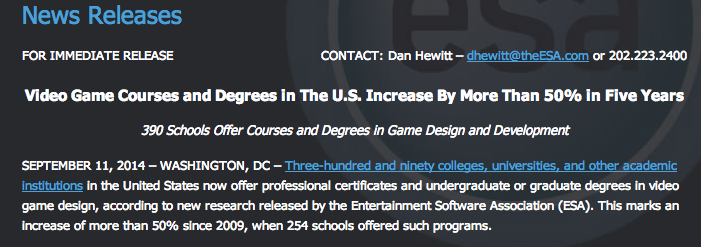 News Releases
FOR IMMEDIATE RELEASE CONTACT: Dan Hewitt – dhewitt@theESA.com or 202.223.2400
Video Game Courses and Degrees in The U.S. Increase By More Than 50% in Five Years
390 Schools Offer Courses and Degrees in Game Design and Development
SEPTEMBER 11, 2014 – WASHINGTON, DC – Three-hundred and ninety colleges, universities, and other academic
institutions in the United States now offer professional certificates and undergraduate or graduate degrees in video
game design, according to new research released by the Entertainment Software Association (ESA). This marks an
increase of more than 50% since 2009, when 254 schools offered such programs.
esa